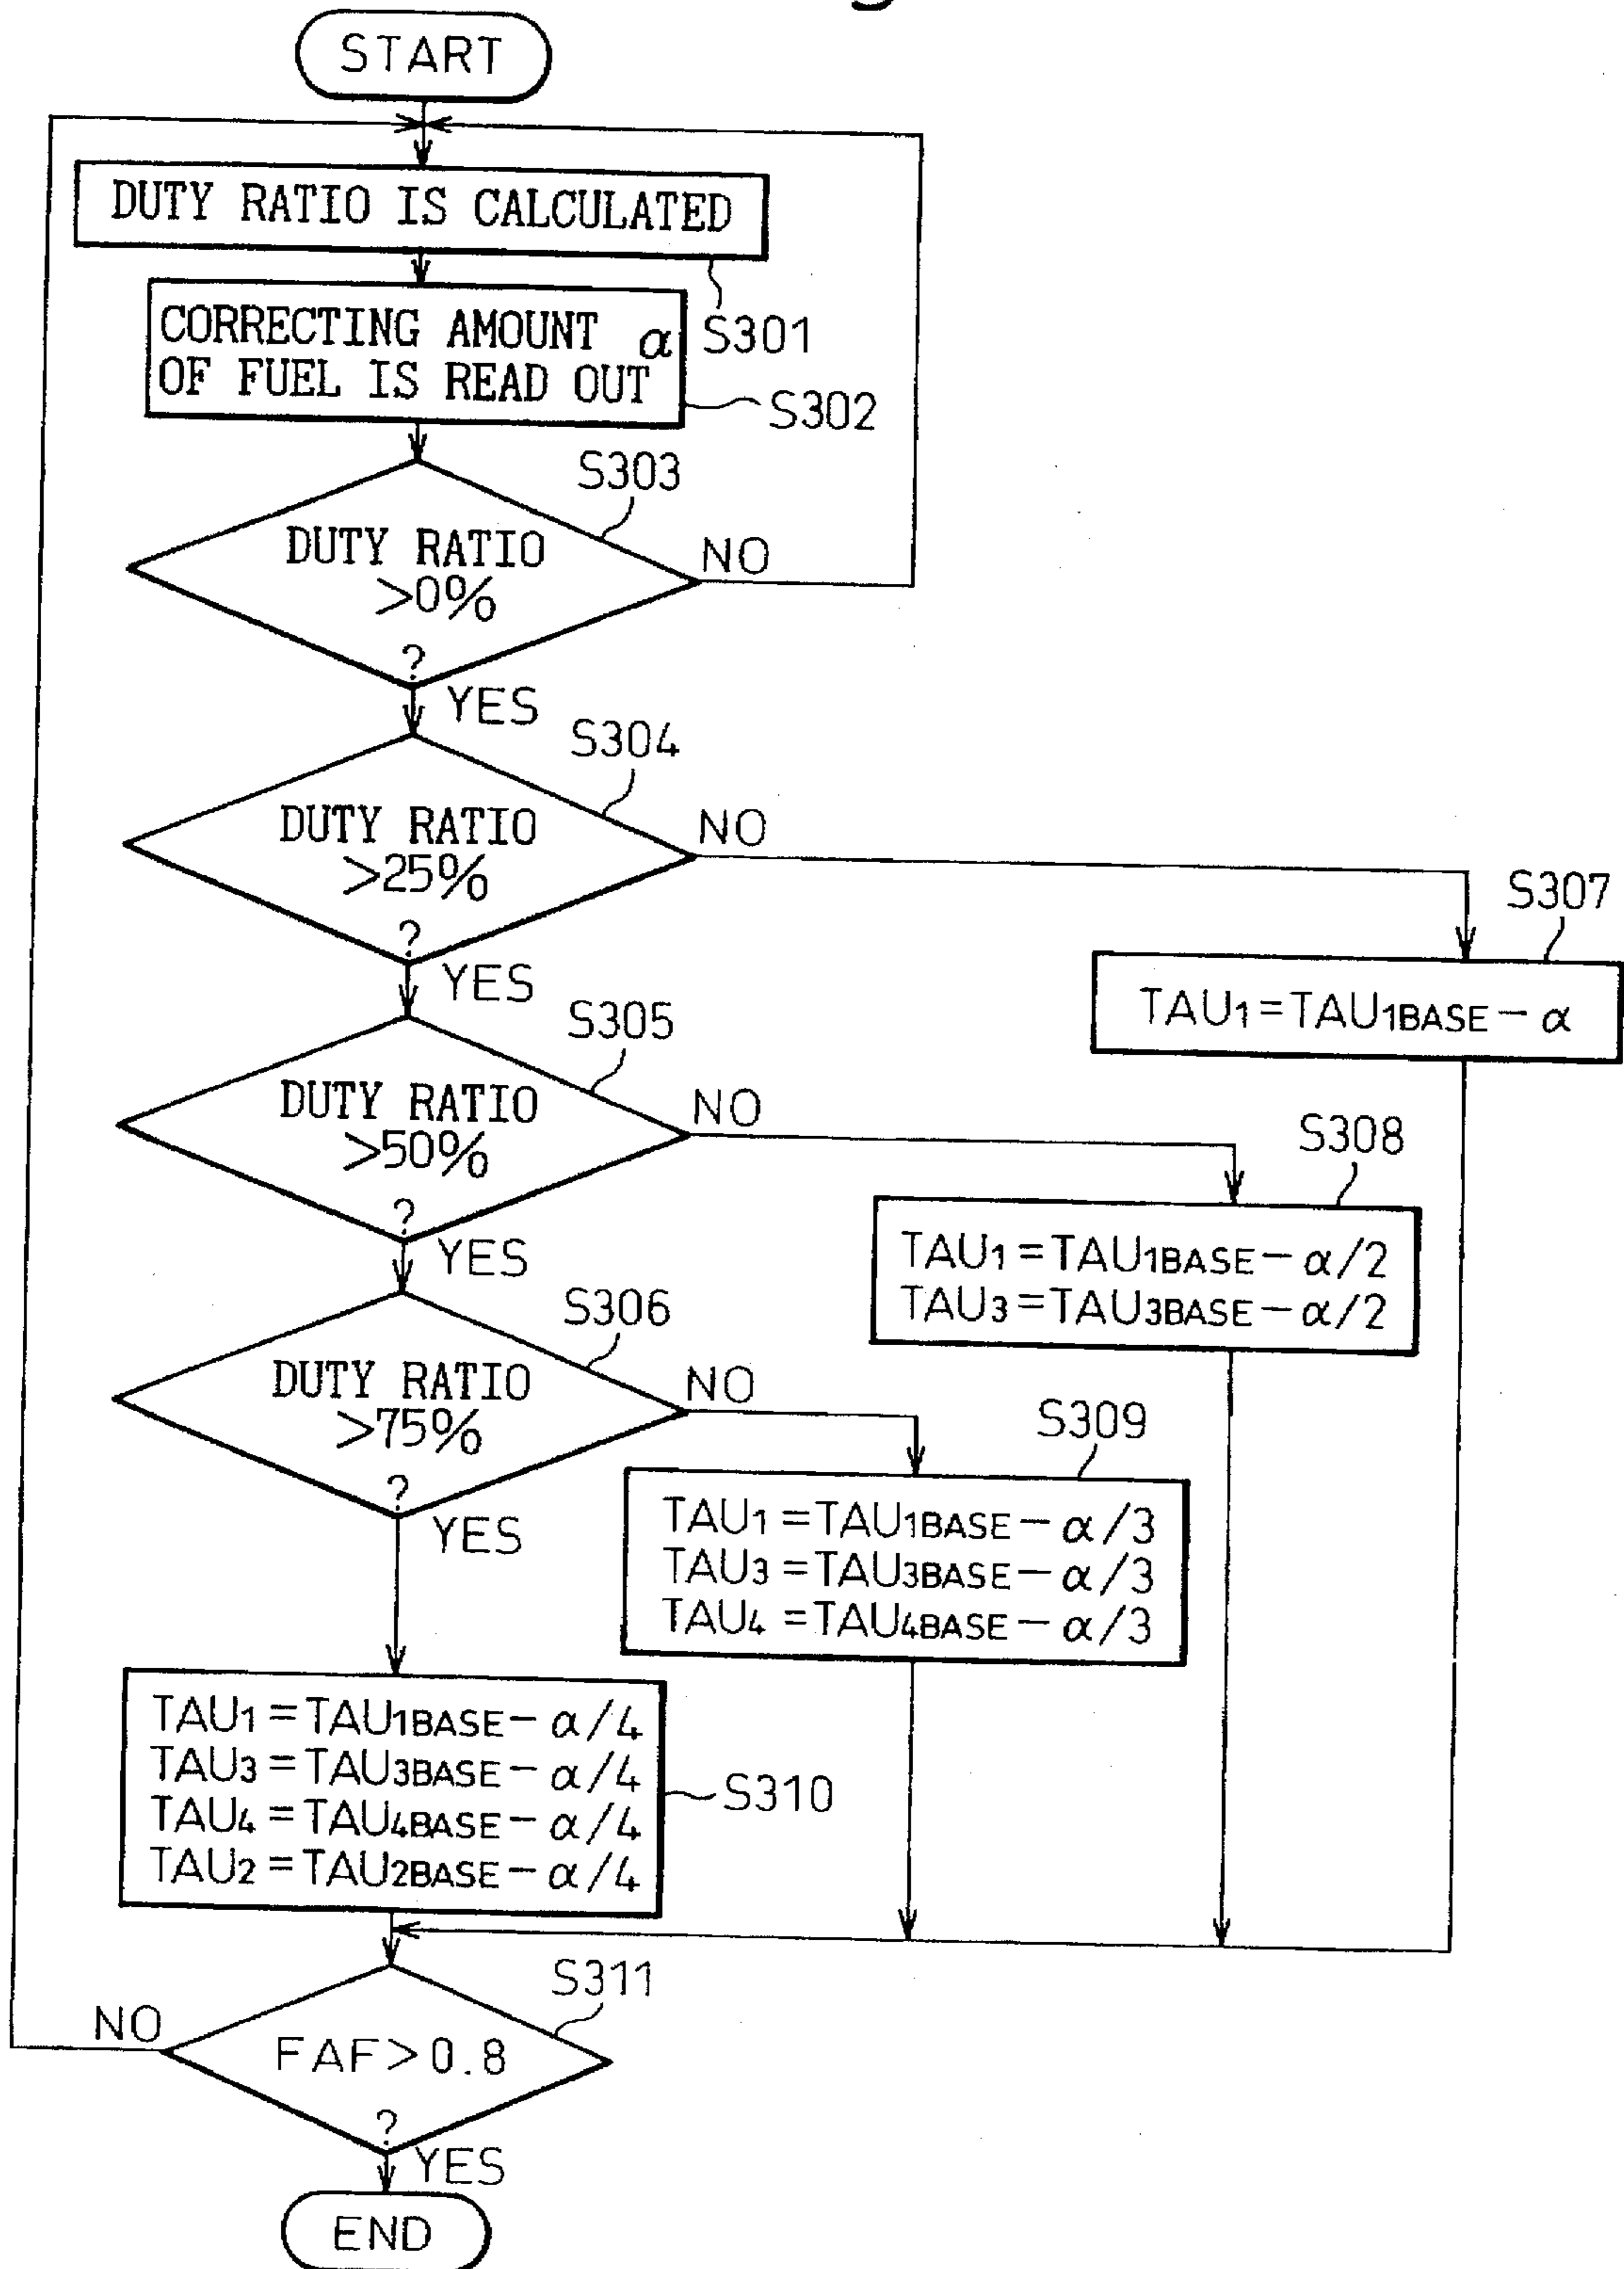 START
DUTY RATIO IS CALCULATED
S301
CORRECTING AMOUNT α
OF FUEL IS READ OUT
S302
S303
DUTY RATIO
>0%
?
NO
YES
S304
DUTY RATIO
>25%
?
NO
YES
S307
TAU1=TAU1BASE-α
S305
DUTY RATIO
>50%
?
NO
YES
S308
TAU1=TAU1BASE-α/2
TAU3=TAU3BASE-α/2
S306
DUTY RATIO
>75%
?
NO
YES
S309
TAU1=TAU1BASE-α/3
TAU3=TAU3BASE-α/3
TAU4=TAU4BASE-α/3
TAU1=TAU1BASE-α/4
TAU3=TAU3BASE-α/4
TAU4=TAU4BASE-α/4
TAU2=TAU2BASE-α/4
S310
S311
FAF>0.8
?
NO
YES
END